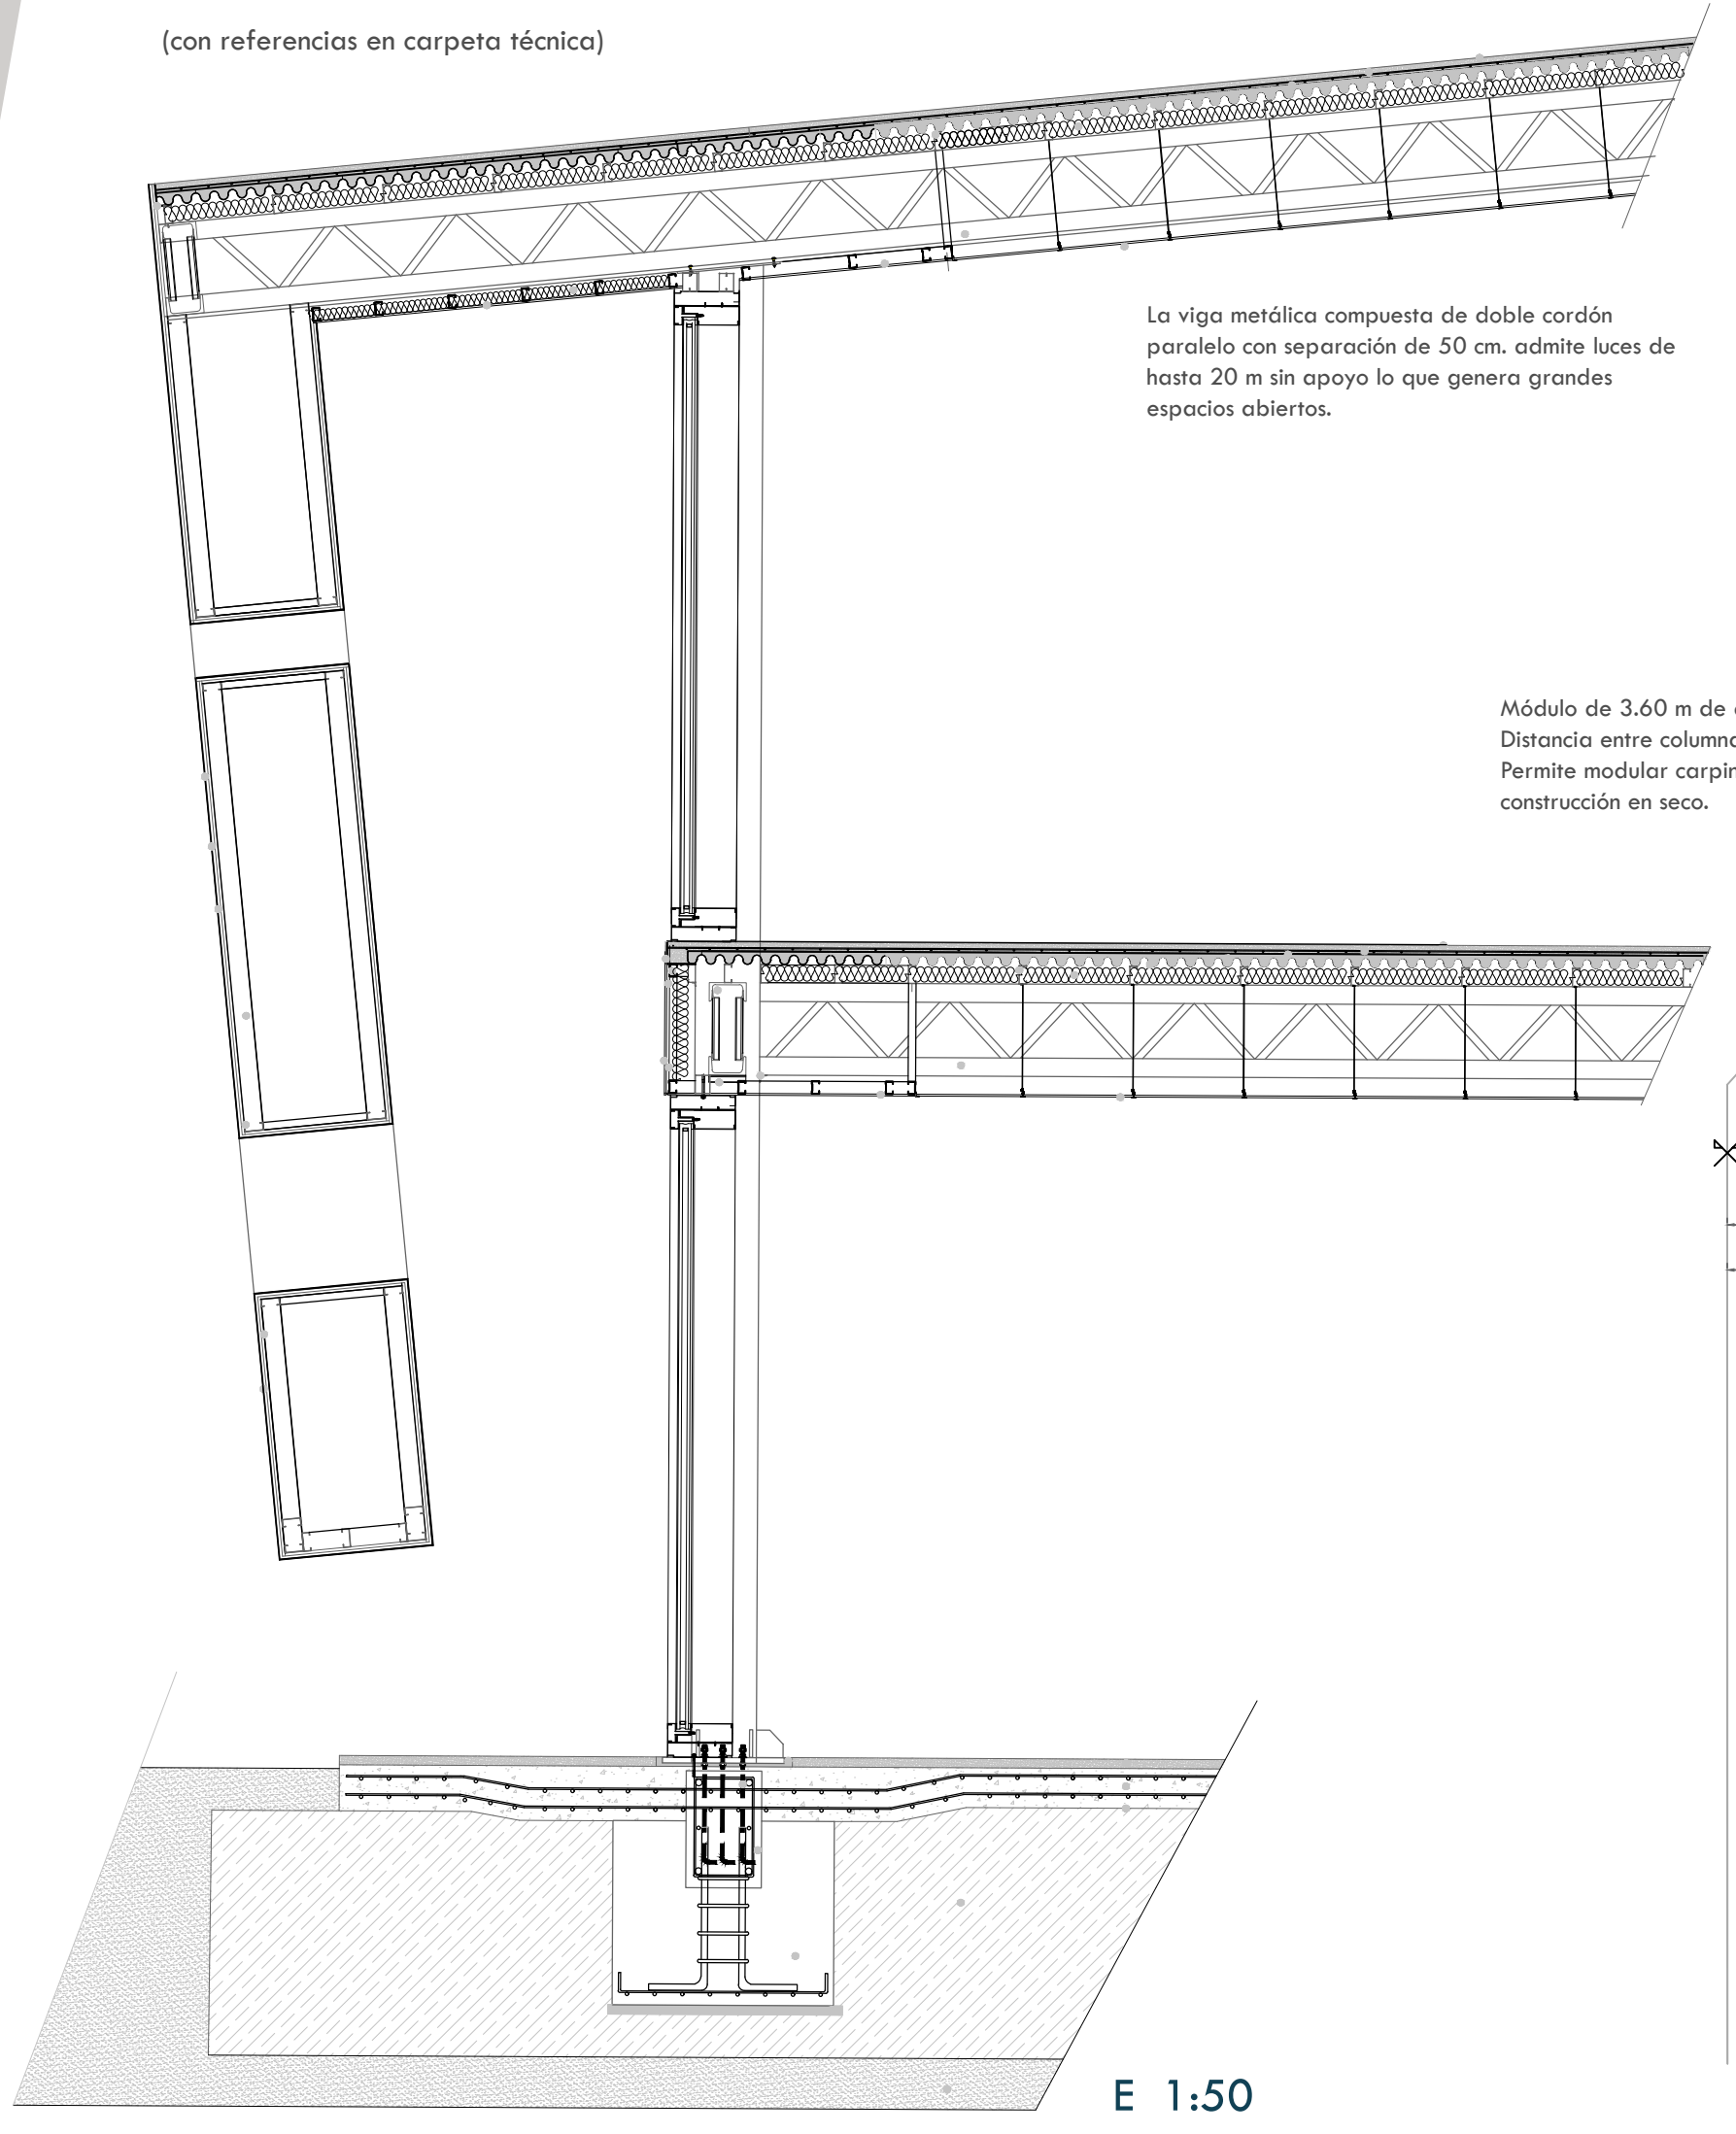 (con referencias en carpeta técnica)
La viga metálica compuesta de doble cordón
paralelo con separación de 50 cm. admite luces de
hasta 20 m sin apoyo lo que genera grandes
espacios abiertos.
Módulo de 3.60 m de
Distancia entre
Permite modular
construcción en seco.
E 1:50